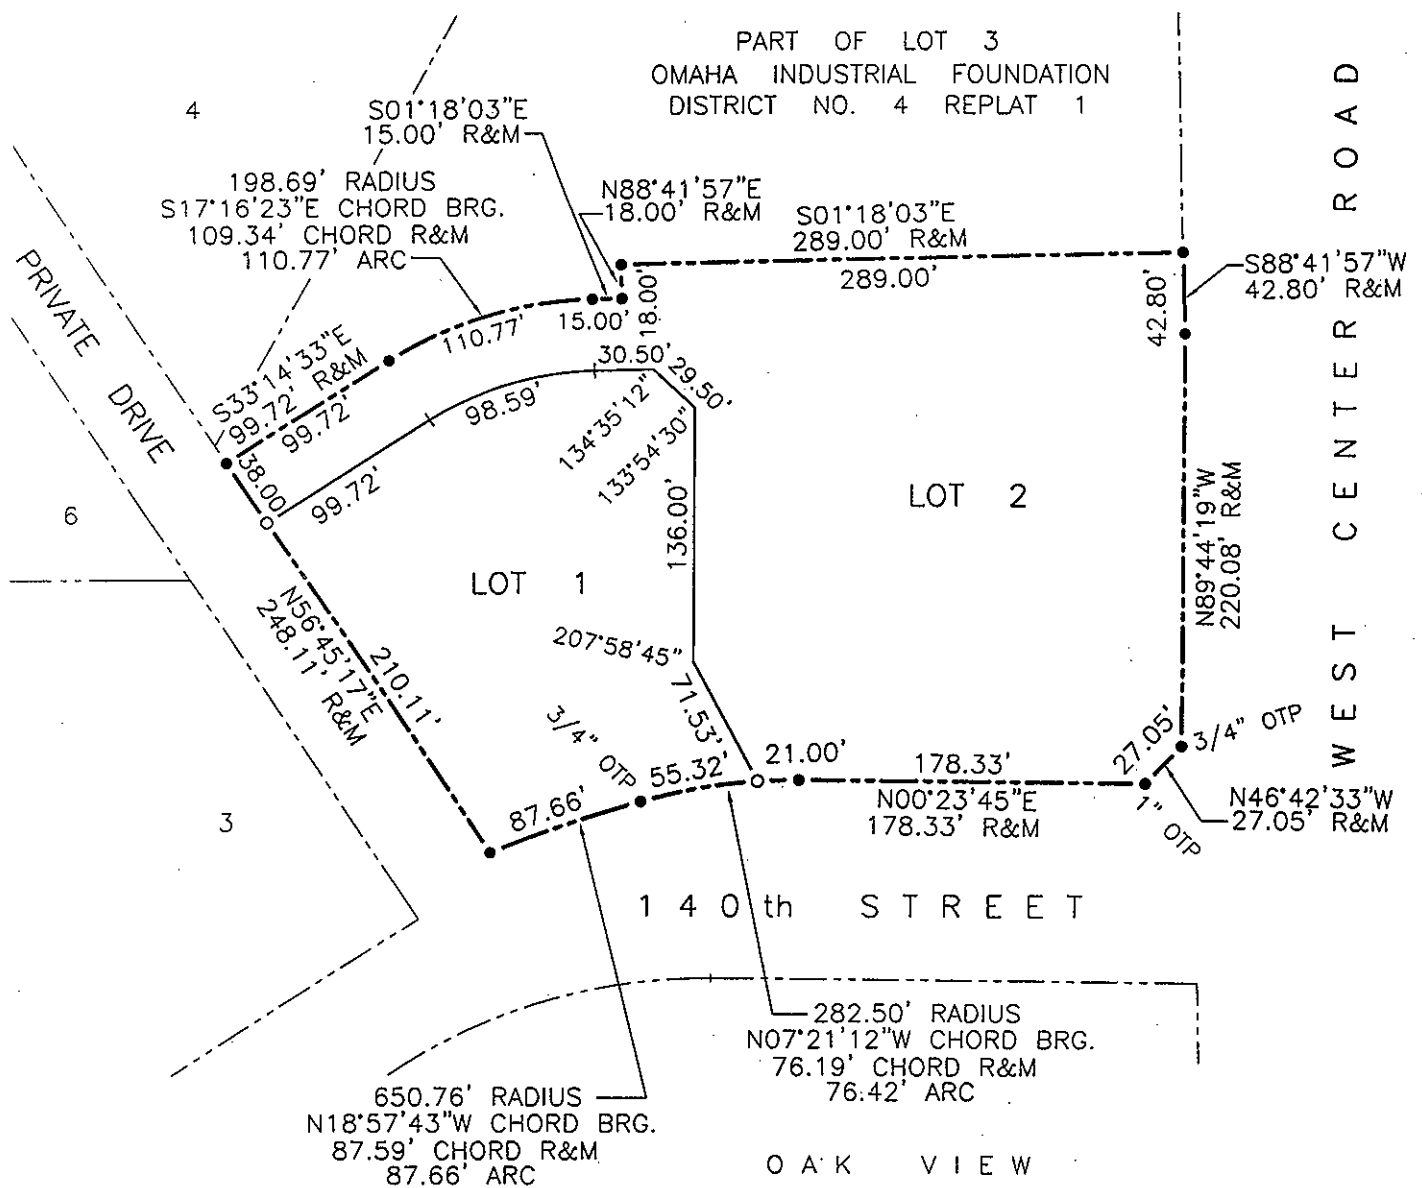 PART OF LOT 3
OMAHA INDUSTRIAL FOUNDATION
DISTRICT NO. 4 REPLAT 1
4
S01°18'03"E
15.00' R&M
198.69' RADIUS
S17°16'23"E CHORD BRG.
109.34' CHORD R&M
110.77' ARC
N88°41'57"E
18.00' R&M
S01°18'03"E
289.00' R&M
289.00'
S88°41'57"W
42.80' R&M
42.80'
18.00'
15.00'
110.77'
PRIVATE DRIVE
S33°14'33"E
99.72' R&M
99.72'
38.00
99.72'
98.59'
30.50'
29.50'
134°35'12"
133°54'30"
136.00'
LOT 2
LOT 1
6
N56°45'17"E
248.11' R&M
210.11'
207°58'45"
71.53'
N89°44'19"W
220.08' R&M
WEST CENTER ROAD
3/4" OTP
3/4" OTP
27.05'
1" OTP
N46°42'33"W
27.05' R&M
87.66'
55.32'
21.00'
178.33'
N00°23'45"E
178.33' R&M
3
140th STREET
282.50' RADIUS
N07°21'12"W CHORD BRG.
76.19' CHORD R&M
76.42' ARC
650.76' RADIUS
N18°57'43"W CHORD BRG.
87.59' CHORD R&M
87.66' ARC
OAK VIEW